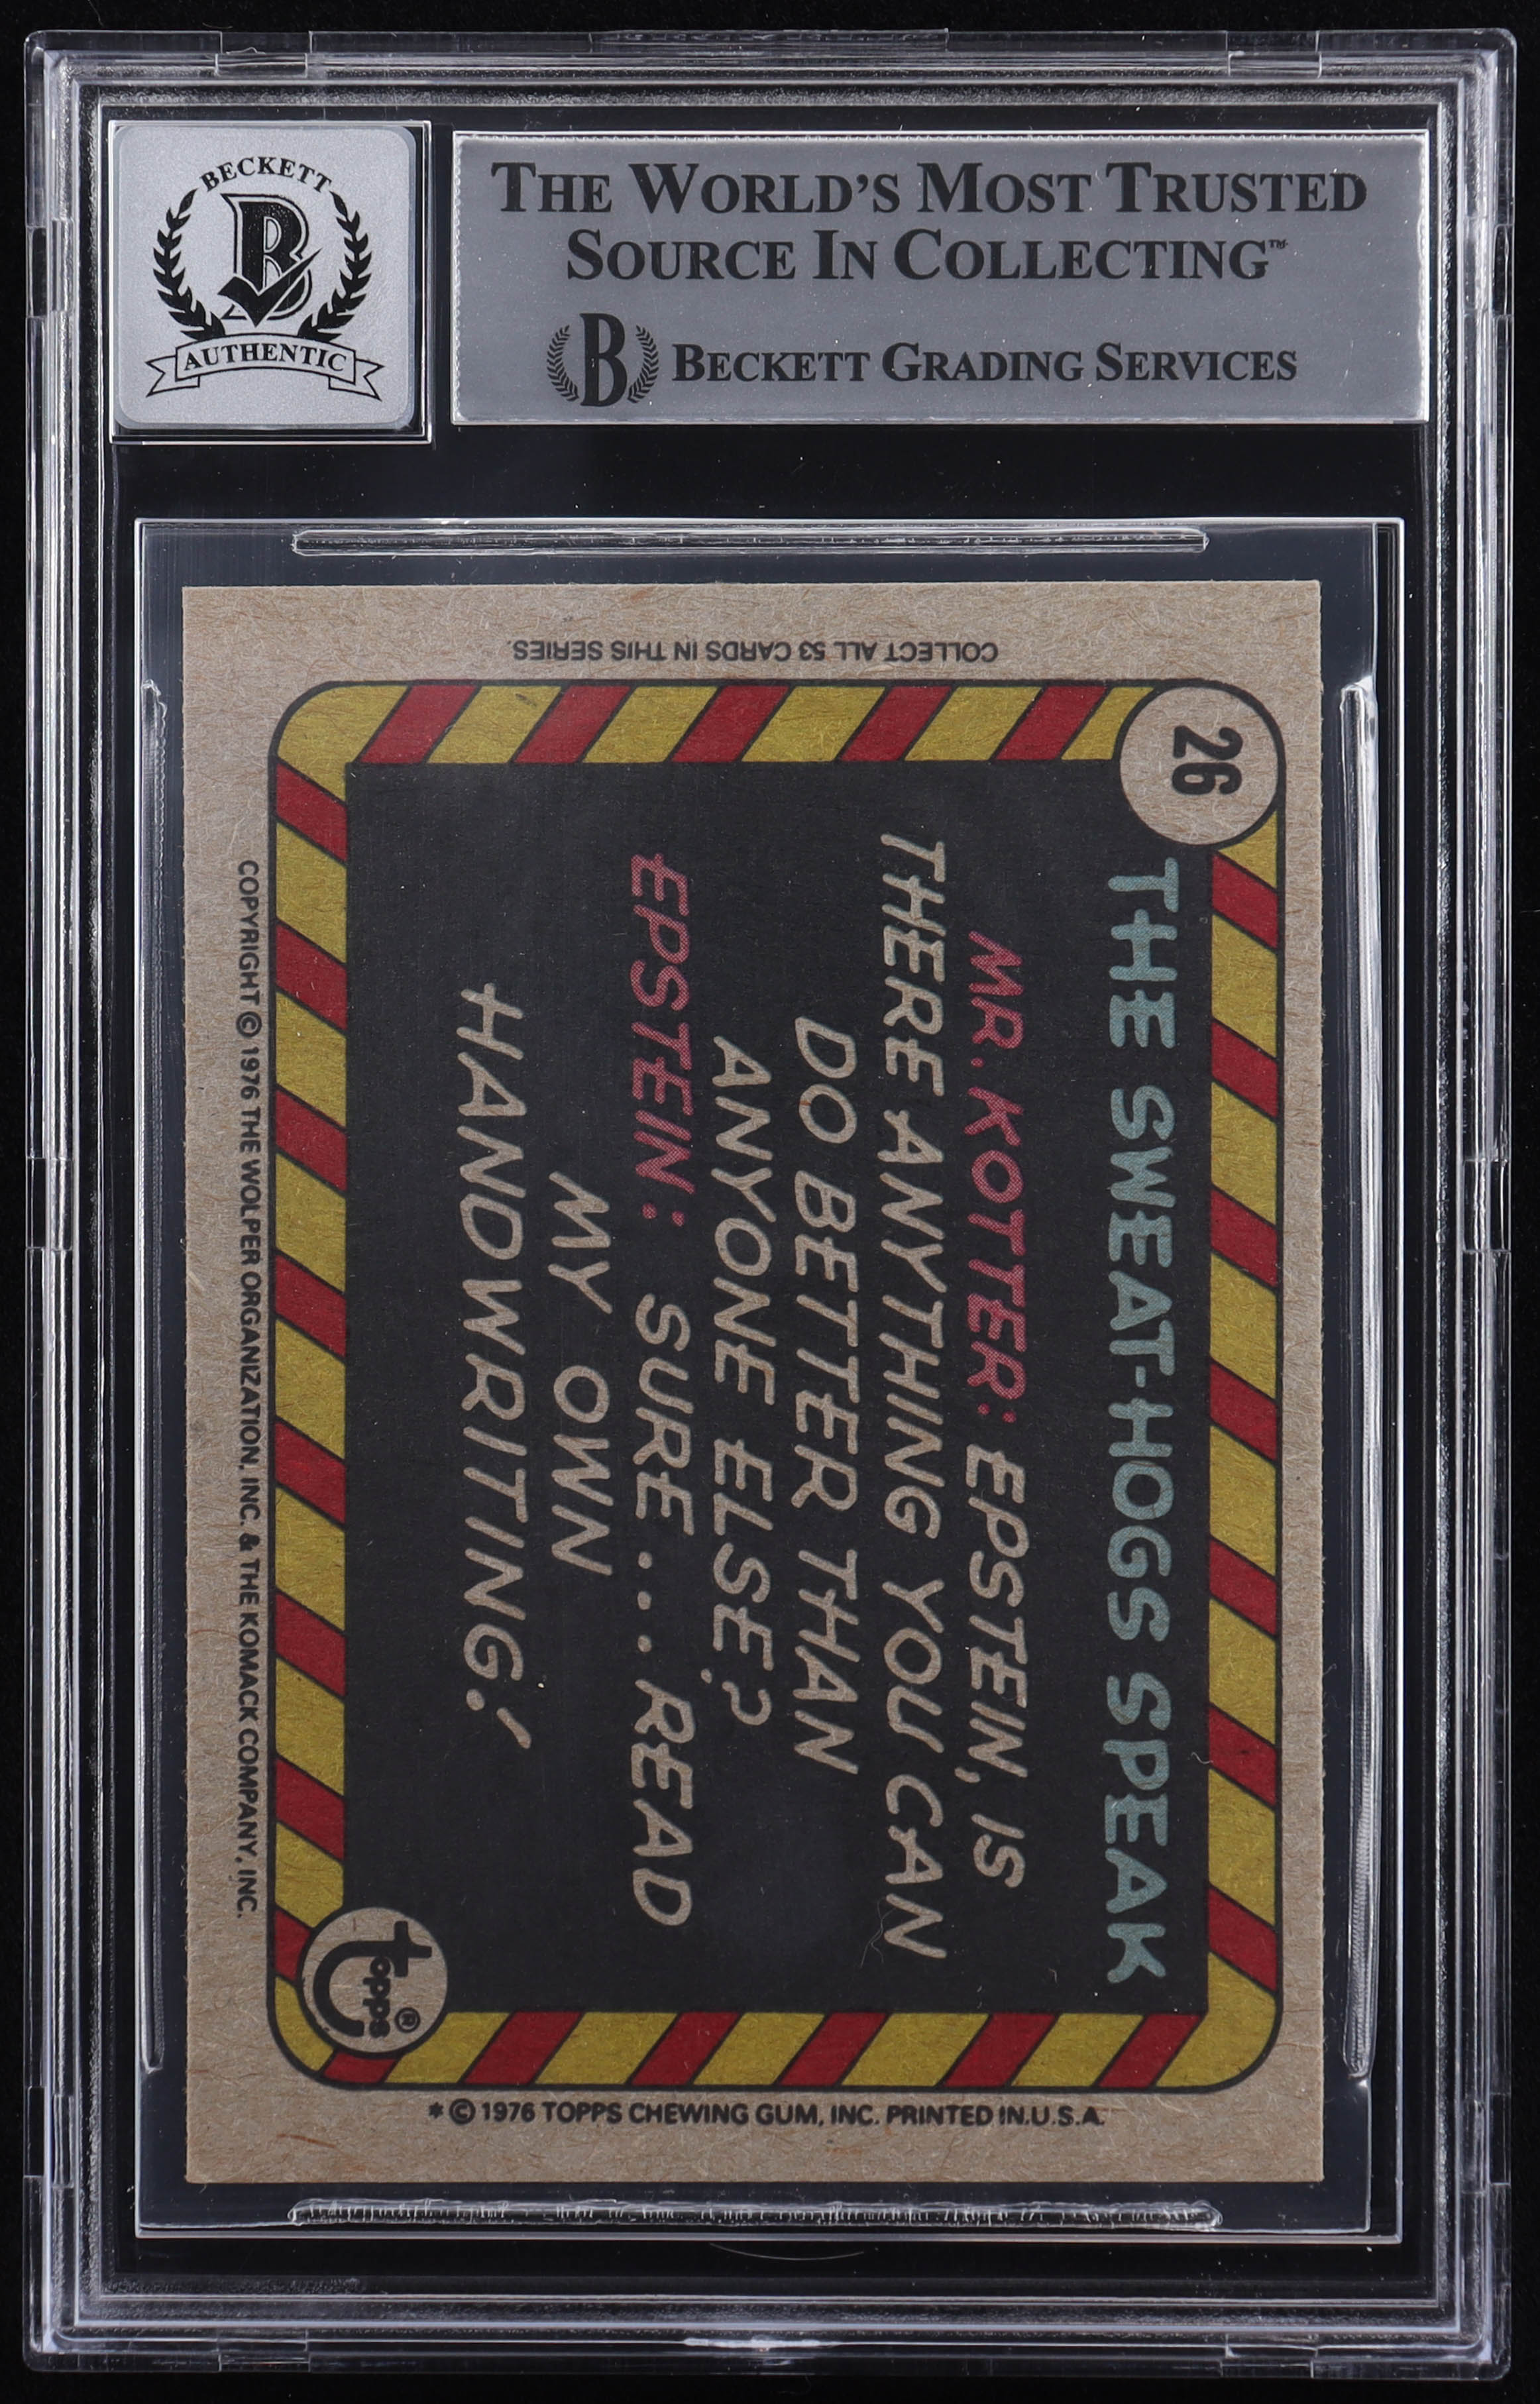 BECKETT
B
AUTHENTIC
THE WORLD'S MOST TRUSTED
SOURCE IN COLLECTING™
B BECKETT GRADING SERVICES
COLLECT ALL 53 CARDS IN THIS SERIES.
26
THE SWEAT-HOGS SPEAK
MR. KOTTER: EPSTEIN, IS
THERE ANYTHING YOU CAN
DO BETTER THAN
ANYONE ELSE?
EPSTEIN: SURE...READ
MY OWN
HANDWRITING!
topps®
COPYRIGHT © 1976 THE WOLPER ORGANIZATION, INC. & THE KOMACK COMPANY, INC.
* © 1976 TOPPS CHEWING GUM, INC. PRINTED IN U.S.A.